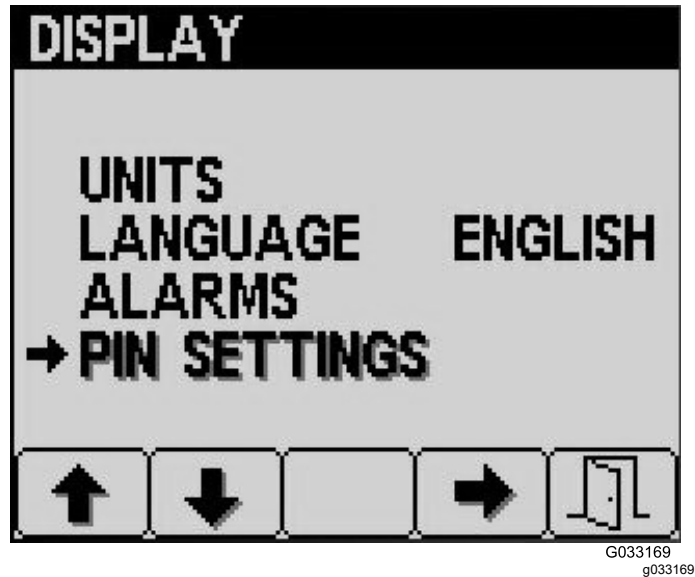 DISPLAY
UNITS
LANGUAGE ENGLISH
ALARMS
PIN SETTINGS
G033169
g033169